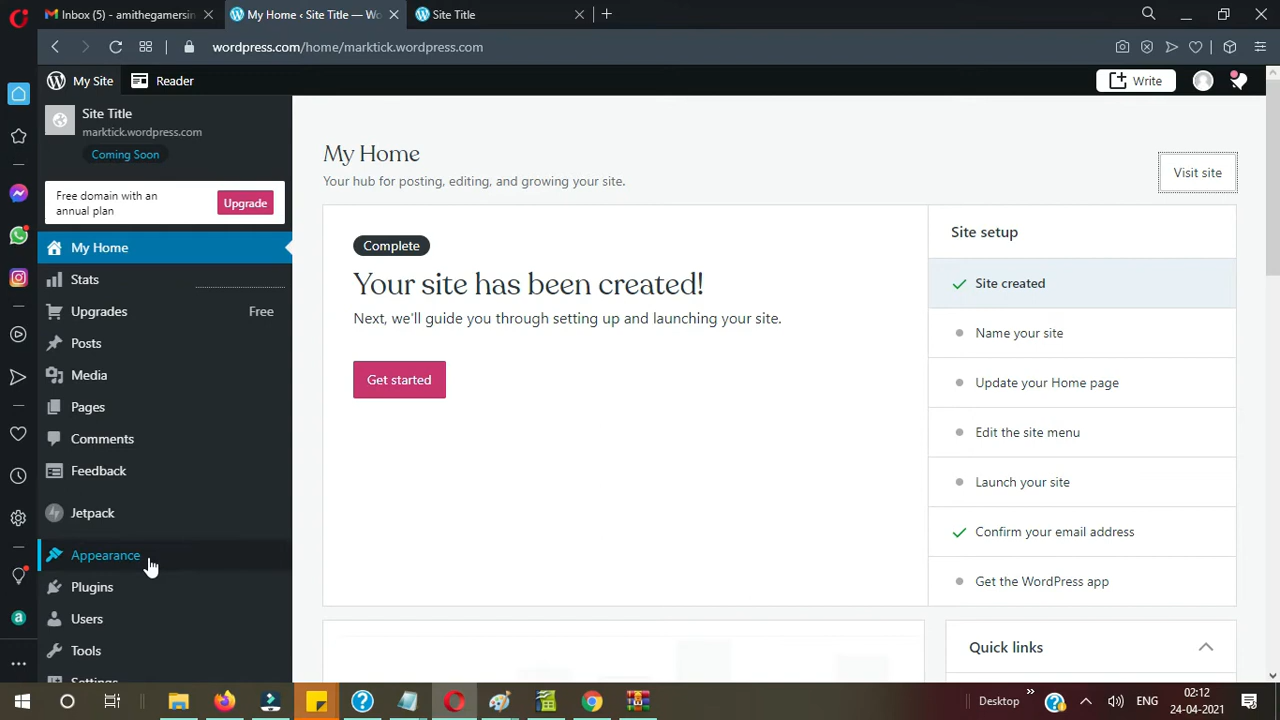 Inbox (5) - amithegamersin
My Home ‹ Site Title — Wo
Site Title
wordpress.com/home/marktick.wordpress.com
My Site
Reader
Write
Site Title
marktick.wordpress.com
Coming Soon
Free domain with an
annual plan
Upgrade
My Home
Stats
Upgrades
Free
Posts
Media
Pages
Comments
Feedback
Jetpack
Appearance
Plugins
Users
Tools
Settings
My Home
Your hub for posting, editing, and growing your site.
Visit site
Complete
Your site has been created!
Next, we'll guide you through setting up and launching your site.
Get started
Site setup
Site created
Name your site
Update your Home page
Edit the site menu
Launch your site
Confirm your email address
Get the WordPress app
Quick links
Desktop
ENG
02:12
24-04-2021